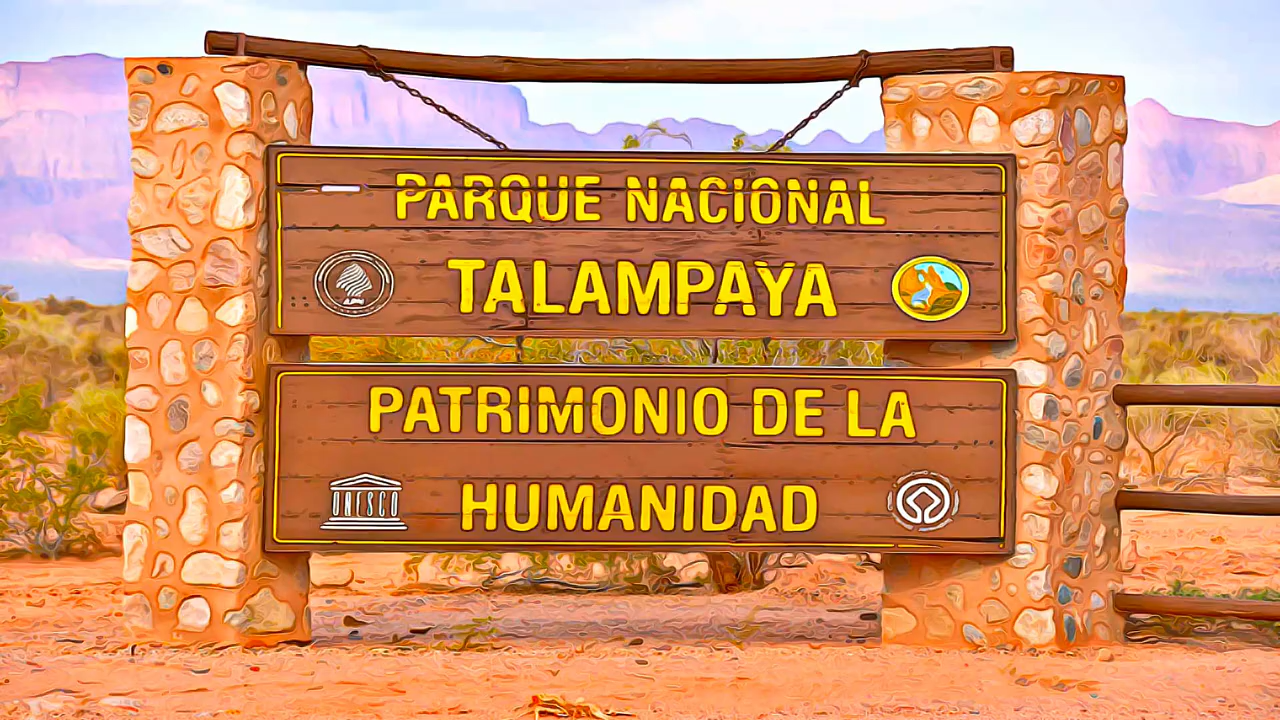 PARQUE NACIONAL
TALAMPAYA
PATRIMONIO DE LA
UNESCO
HUMANIDAD